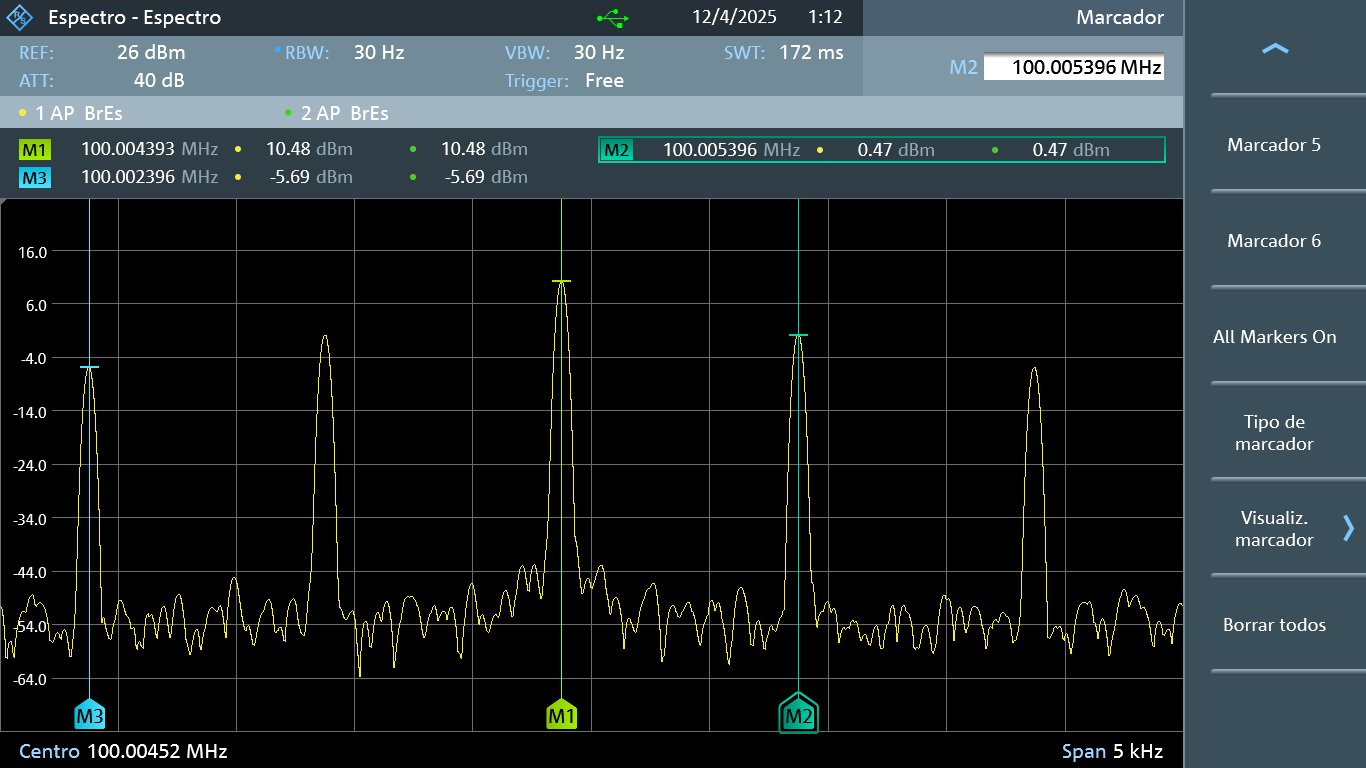 Espectro - Espectro 12/4/2025 1:12 Marcador
REF: 26 dBm RBW: 30 Hz VBW: 30 Hz SWT: 172 ms
M2 100.005396 MHz
ATT: 40 dB Trigger: Free
1 AP BrEs 2 AP BrEs
M1 100.004393 MHz 10.48 dBm 10.48 dBm M2 100.005396 MHz 0.47 dBm 0.47 dBm
M3 100.002396 MHz -5.69 dBm -5.69 dBm
16.0
6.0
-4.0
-14.0
-24.0
-34.0
-44.0
-54.0
-64.0
M3 M1 M2
Centro 100.00452 MHz Span 5 kHz
Marcador 5
Marcador 6
All Markers On
Tipo de
marcador
Visualiz.
marcador
Borrar todos